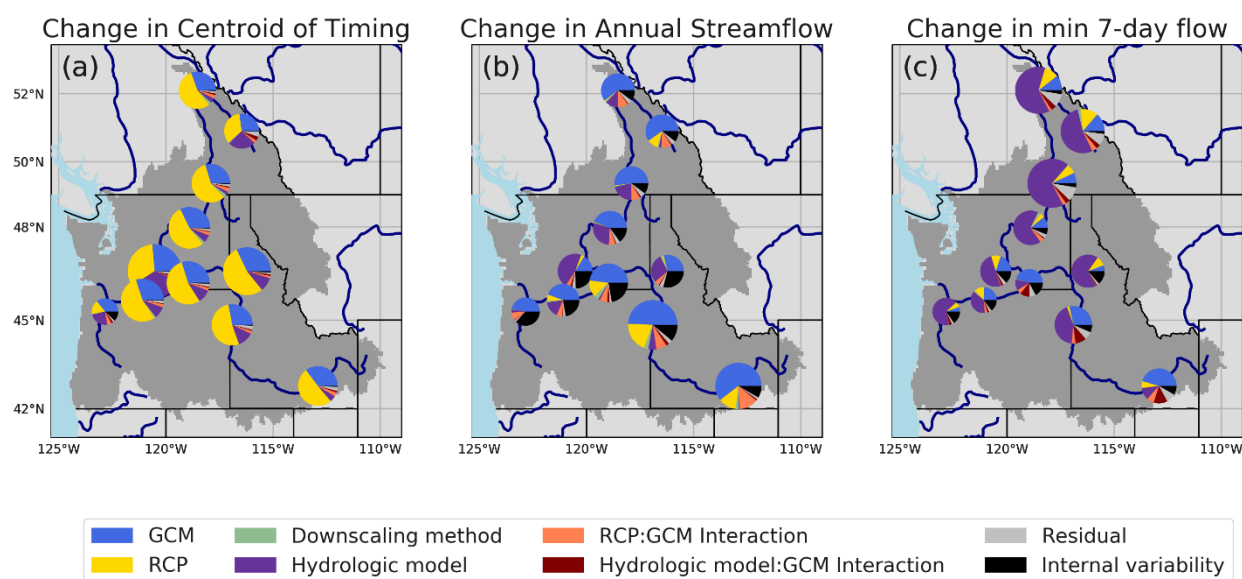 Change in Centroid of Timing
Change in Annual Streamflow
Change in min 7-day flow
(a)
(b)
(c)
52°N
50°N
48°N
45°N
42°N
125°W
120°W
115°W
110°W
125°W
120°W
115°W
110°W
125°W
120°W
115°W
110°W
GCM
Downscaling method
RCP:GCM Interaction
Residual
RCP
Hydrologic model
Hydrologic model:GCM Interaction
Internal variability